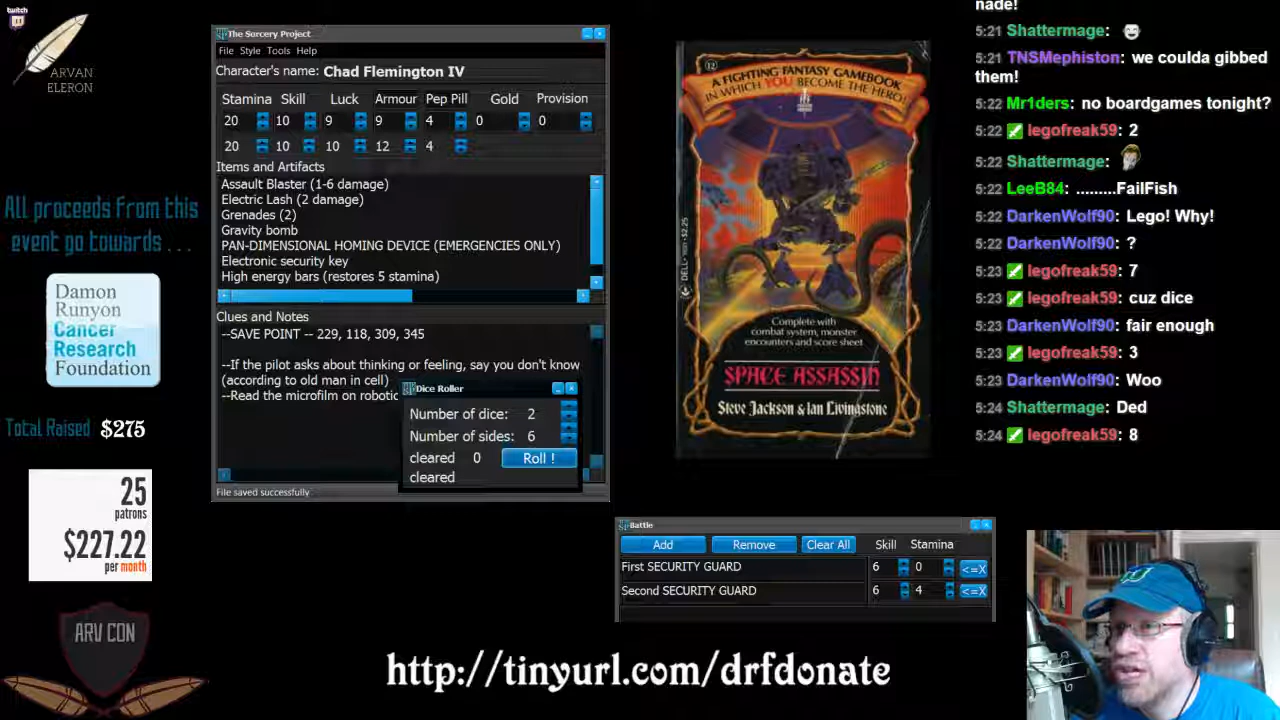 twitch
ARVAN
ELERON
All proceeds from this
event go towards . . .
Damon
Runyon
Cancer
Research
Foundation
Total Raised $275
25
patrons
$227.22
per month
ARV CON
The Sorcery Project
File Style Tools Help
Character's name: Chad Flemington IV
Stamina Skill Luck Armour Pep Pill Gold Provision
20 10 9 9 4 0 0
20 10 10 12 4
Items and Artifacts
Assault Blaster (1-6 damage)
Electric Lash (2 damage)
Grenades (2)
Gravity bomb
PAN-DIMENSIONAL HOMING DEVICE (EMERGENCIES ONLY)
Electronic security key
High energy bars (restores 5 stamina)
Clues and Notes
--SAVE POINT -- 229, 118, 309, 345
--If the pilot asks about thinking or feeling, say you don't know
(according to old man in cell)
--Read the microfilm on robotic
File saved successfully
Dice Roller
Number of dice: 2
Number of sides: 6
cleared 0 Roll !
cleared
12
A FIGHTING FANTASY GAMEBOOK
IN WHICH YOU BECOME THE HERO!
Complete with
combat system, monster
encounters and score sheet
SPACE ASSASSIN
Steve Jackson & Ian Livingstone
Battle
Add Remove Clear All Skill Stamina
First SECURITY GUARD 6 0 <=X
Second SECURITY GUARD 6 4 <=X
http://tinyurl.com/drfdonate
nade!
5:21 Shattermage:
5:21 TNSMephiston: we coulda gibbed
them!
5:22 Mr1ders: no boardgames tonight?
5:22 legofreak59: 2
5:22 Shattermage:
5:22 LeeB84: .........FailFish
5:22 DarkenWolf90: Lego! Why!
5:22 DarkenWolf90: ?
5:23 legofreak59: 7
5:23 legofreak59: cuz dice
5:23 DarkenWolf90: fair enough
5:23 legofreak59: 3
5:23 DarkenWolf90: Woo
5:24 Shattermage: Ded
5:24 legofreak59: 8